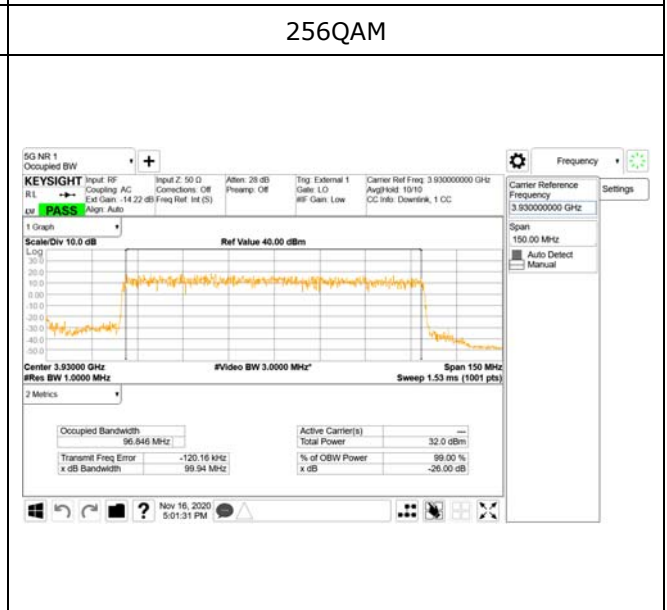 256QAM
5G NR 1
Occupied BW
Frequency
KEYSIGHT
RL
PASS
Input: RF
Coupling: AC
Ext Gain: -14.22 dB
Align: Auto
Input Z: 50 Ω
Corrections: Off
Freq Ref: Int (S)
Atten: 28 dB
Preamp: Off
Trig: External 1
Gate: LO
#IF Gain: Low
Carrier Ref Freq: 3.930000000 GHz
Avg|Hold: 10/10
CC Info: Downlink, 1 CC
Carrier Reference
Frequency
3.930000000 GHz
Settings
Span
150.00 MHz
Auto Detect
Manual
1 Graph
Scale/Div 10.0 dB
Ref Value 40.00 dBm
Log
30.0
20.0
10.0
0.00
-10.0
-20.0
-30.0
-40.0
-50.0
Center 3.93000 GHz
#Video BW 3.0000 MHz*
Span 150 MHz
#Res BW 1.0000 MHz
Sweep 1.53 ms (1001 pts)
2 Metrics
Occupied Bandwidth
96.846 MHz
Transmit Freq Error -120.16 kHz
x dB Bandwidth 99.94 MHz
Active Carrier(s) ---
Total Power 32.0 dBm
% of OBW Power 99.00 %
x dB -26.00 dB
?
Nov 16, 2020
5:01:31 PM